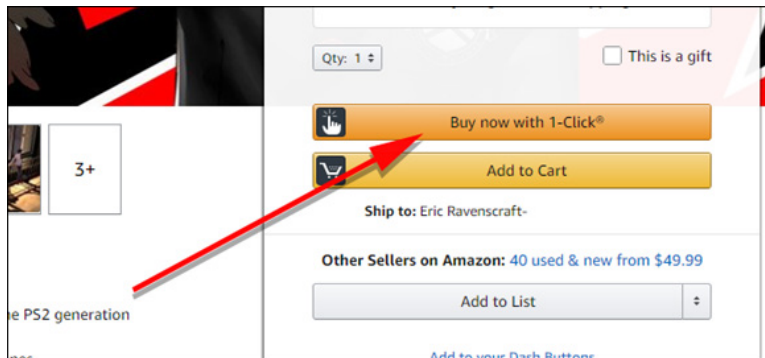 Qty: 1
This is a gift
Buy now with 1-Click®
3+
Add to Cart
Ship to: Eric Ravenscraft-
Other Sellers on Amazon: 40 used & new from $49.99
Add to List
PS2 generation
Add to your Dash Buttons